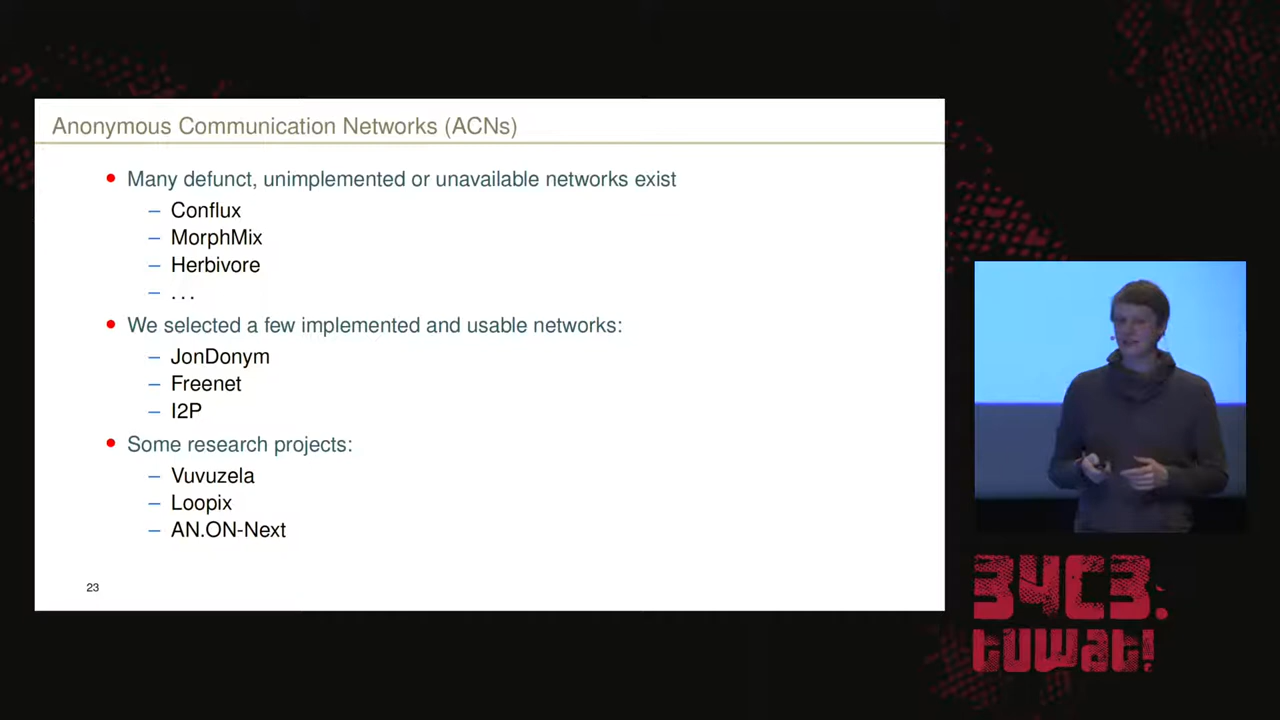 Anonymous Communication Networks (ACNs)
• Many defunct, unimplemented or unavailable networks exist
– Conflux
– MorphMix
– Herbivore
– ...
• We selected a few implemented and usable networks:
– JonDonym
– Freenet
– I2P
• Some research projects:
– Vuvuzela
– Loopix
– AN.ON-Next
23
34C3.
tuwat!